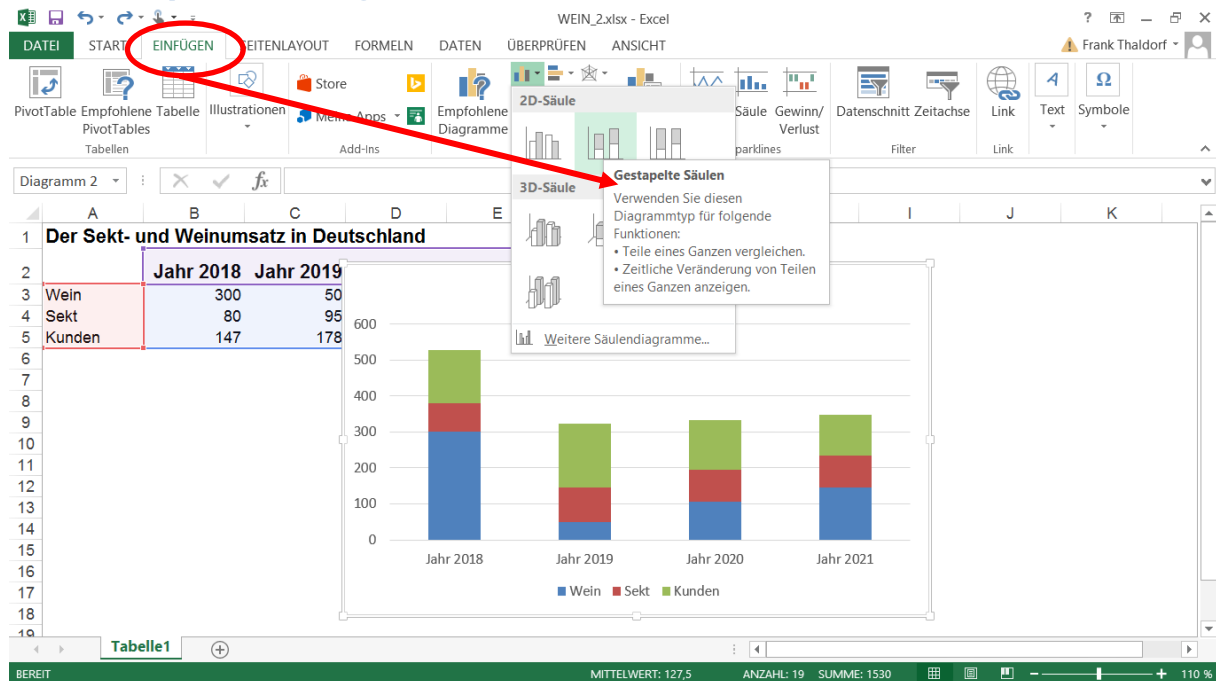 WEIN_2.xlsx - Excel
DATEI START EINFÜGEN EITENLAYOUT FORMELN DATEN ÜBERPRÜFEN ANSICHT Frank Thaldorf
PivotTable Empfohlene PivotTables Tabelle Illustrationen Store Meine Apps Empfohlene Diagramme Säule Gewinn/ Verlust Datenschnitt Zeitachse Link Text Symbole
Tabellen Add-Ins parklines Filter Link
2D-Säule
3D-Säule
Weitere Säulendiagramme...
Gestapelte Säulen
Verwenden Sie diesen
Diagrammtyp für folgende
Funktionen:
• Teile eines Ganzen vergleichen.
• Zeitliche Veränderung von Teilen
eines Ganzen anzeigen.
Diagramm 2 fx
A B C D E I J K
1 Der Sekt- und Weinumsatz in Deutschland
2 Jahr 2018 Jahr 2019
3 Wein 300 50
4 Sekt 80 95
5 Kunden 147 178
6
7
8
9
10
11
12
13
14
15
16
17
18
19
600
500
400
300
200
100
0
Jahr 2018 Jahr 2019 Jahr 2020 Jahr 2021
Wein Sekt Kunden
Tabelle1
BEREIT MITTELWERT: 127,5 ANZAHL: 19 SUMME: 1530 110 %